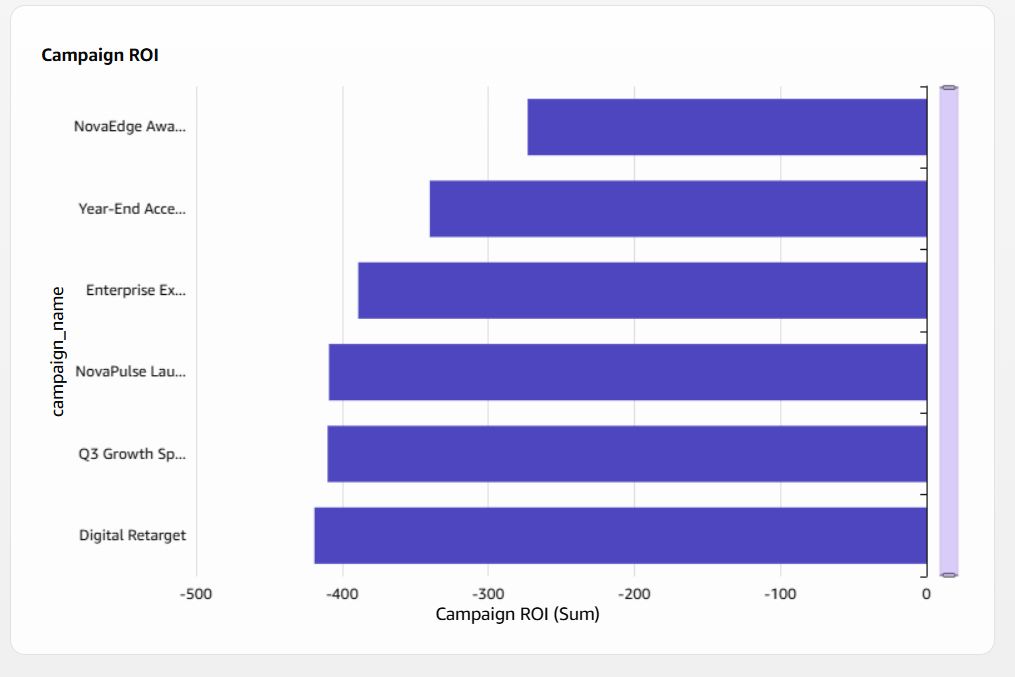 Campaign ROI
campaign_name
NovaEdge Awa...
Year-End Acce...
Enterprise Ex...
NovaPulse Lau...
Q3 Growth Sp...
Digital Retarget
-500 -400 -300 -200 -100 0
Campaign ROI (Sum)